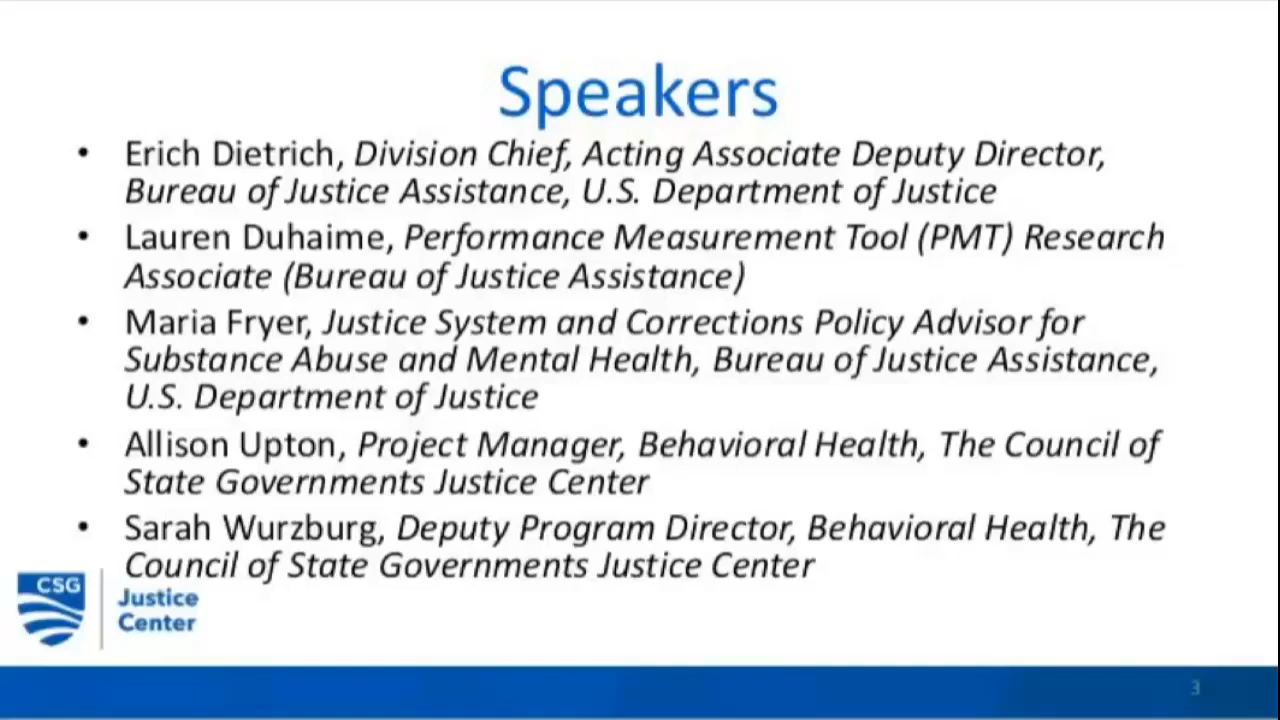 Speakers
• Erich Dietrich, Division Chief, Acting Associate Deputy Director,
Bureau of Justice Assistance, U.S. Department of Justice
• Lauren Duhaime, Performance Measurement Tool (PMT) Research
Associate (Bureau of Justice Assistance)
• Maria Fryer, Justice System and Corrections Policy Advisor for
Substance Abuse and Mental Health, Bureau of Justice Assistance,
U.S. Department of Justice
• Allison Upton, Project Manager, Behavioral Health, The Council of
State Governments Justice Center
• Sarah Wurzburg, Deputy Program Director, Behavioral Health, The
Council of State Governments Justice Center
CSG
Justice
Center
3